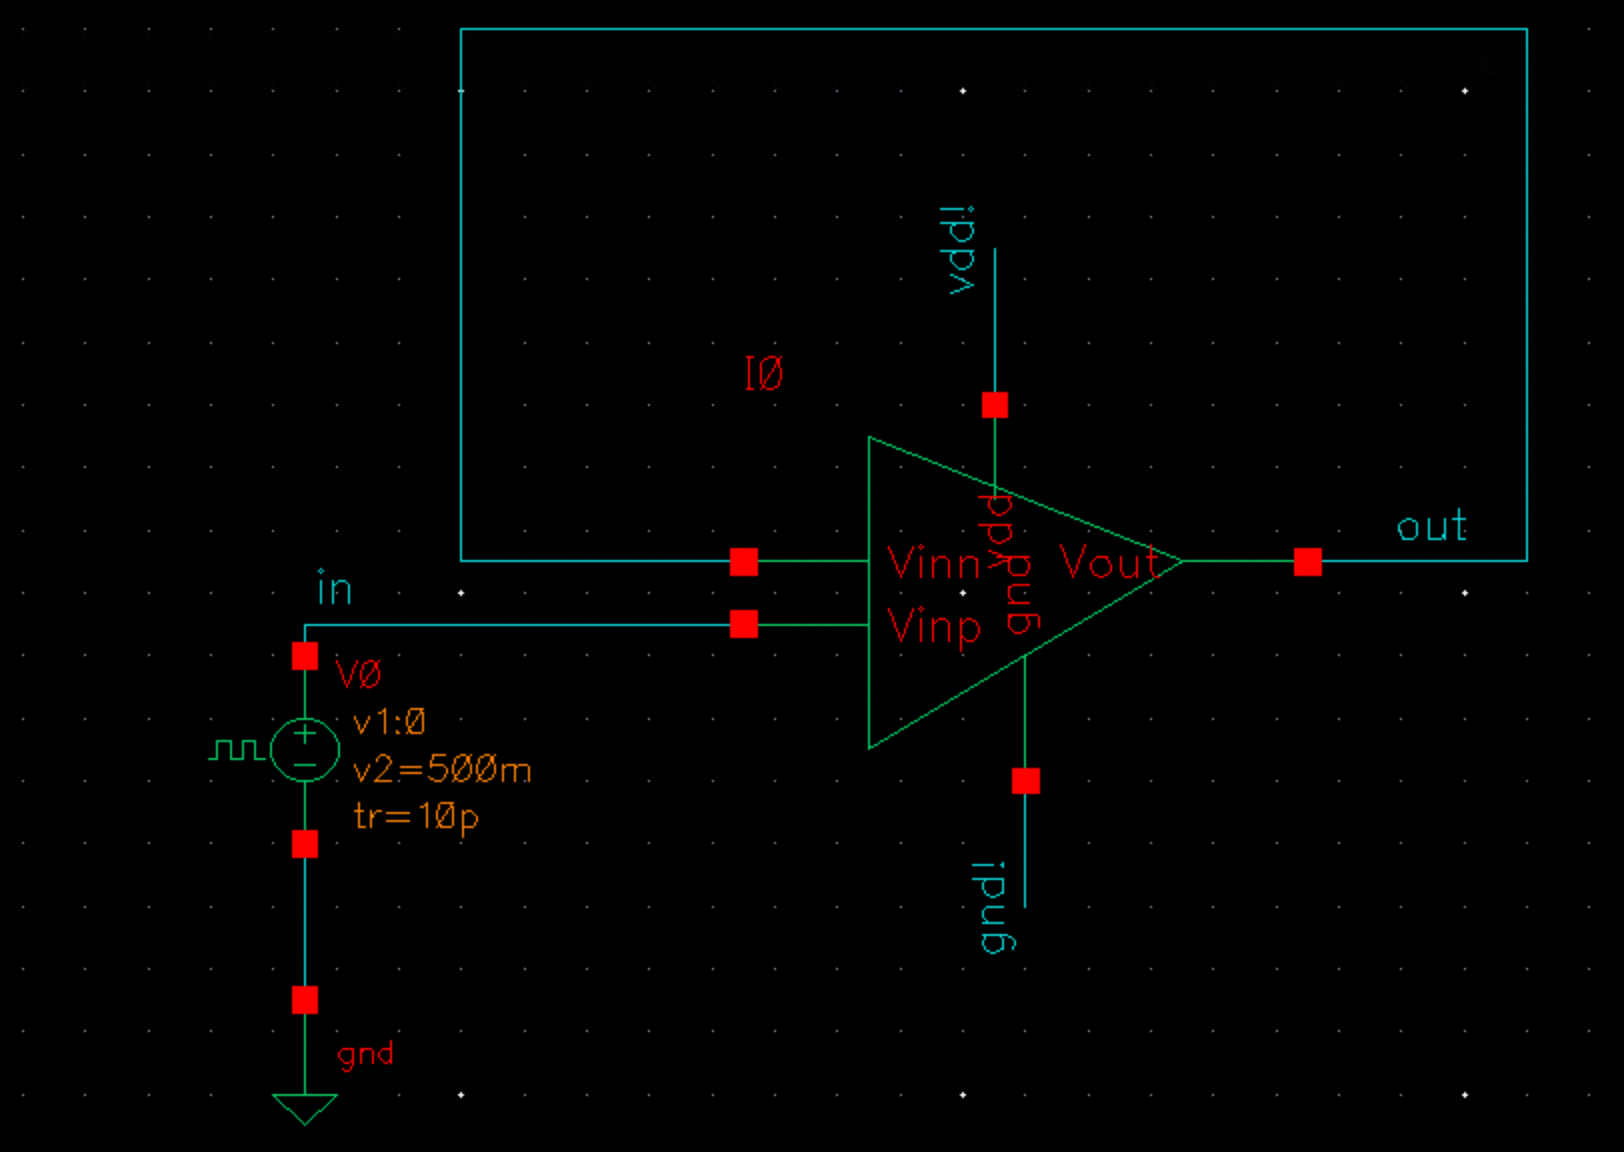 vdd!
I0
vdd
out
Vinn
gnd
Vout
in
Vinp
V0
v1:0
v2=500m
tr=10p
gnd!
gnd